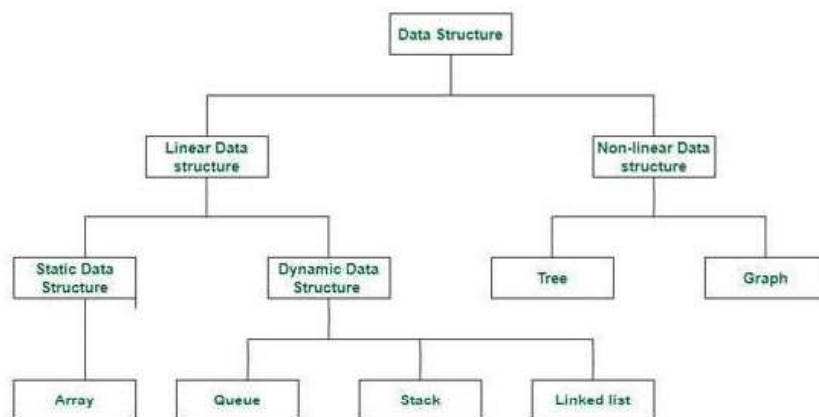 Data Structure
Linear Data
structure
Non-linear Data
structure
Static Data
Structure
Dynamic Data
Structure
Tree
Graph
Array
Queue
Stack
Linked list